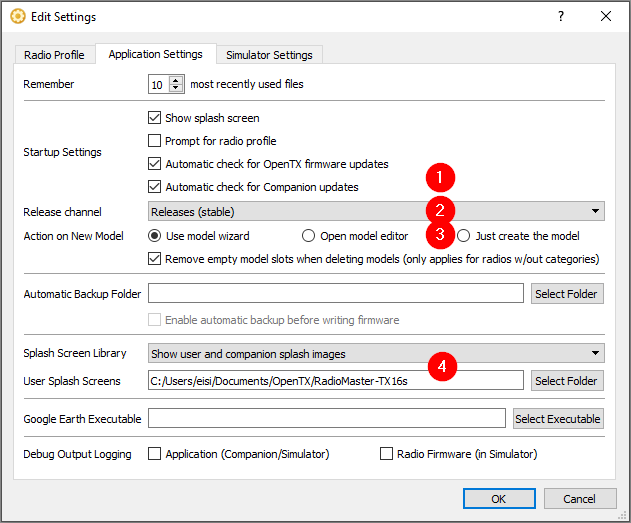 Edit Settings
?
Radio Profile Application Settings Simulator Settings
Remember 10 most recently used files
Show splash screen
Prompt for radio profile
Startup Settings
Automatic check for OpenTX firmware updates
Automatic check for Companion updates
1
Release channel Releases (stable) 2
Action on New Model Use model wizard Open model editor 3 Just create the model
Remove empty model slots when deleting models (only applies for radios w/out categories)
Automatic Backup Folder Select Folder
Enable automatic backup before writing firmware
Splash Screen Library Show user and companion splash images
4
User Splash Screens C:/Users/eisi/Documents/OpenTX/RadioMaster-TX16s Select Folder
Google Earth Executable Select Executable
Debug Output Logging Application (Companion/Simulator) Radio Firmware (in Simulator)
OK Cancel